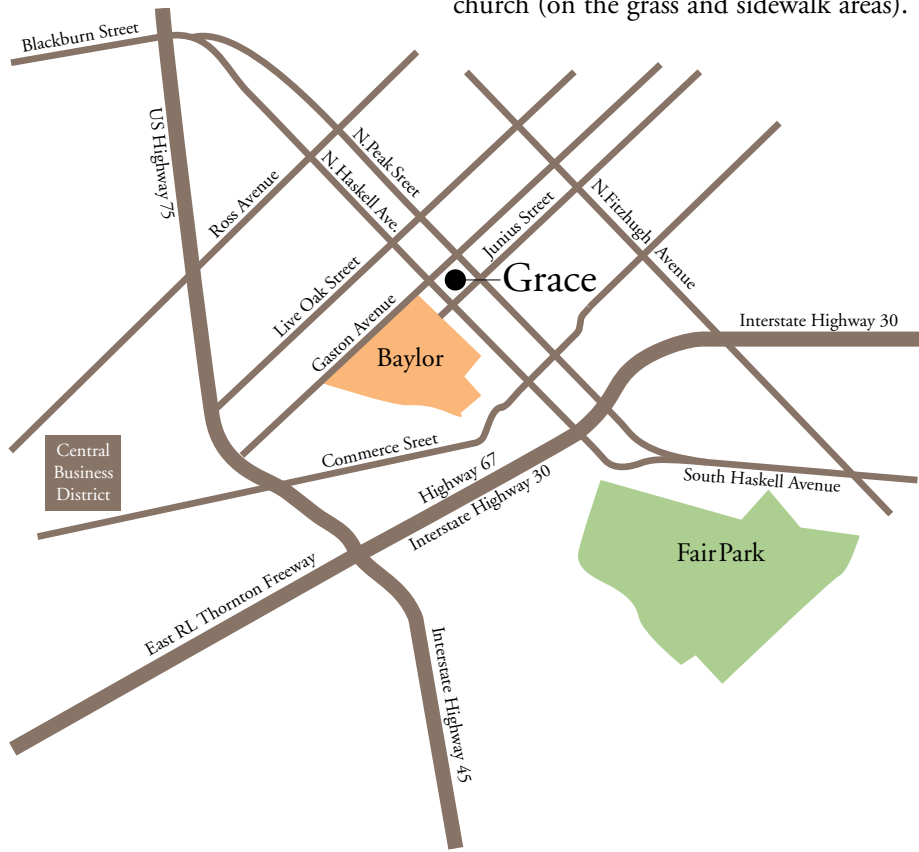 church (on the grass and sidewalk areas).
Blackburn Street
US Highway 75
N.Peak Sreet
N.Haskell Ave.
Ross Avenue
Junius Street
N.Fitzhugh Avenue
Live Oak Street
Grace
Gaston Avenue
Interstate Highway 30
Baylor
Central
Business
District
Commerce Sreet
Highway 67
Interstate Highway 30
South Haskell Avenue
Fair Park
East RL Thornton Freeway
Interstate Highway 45